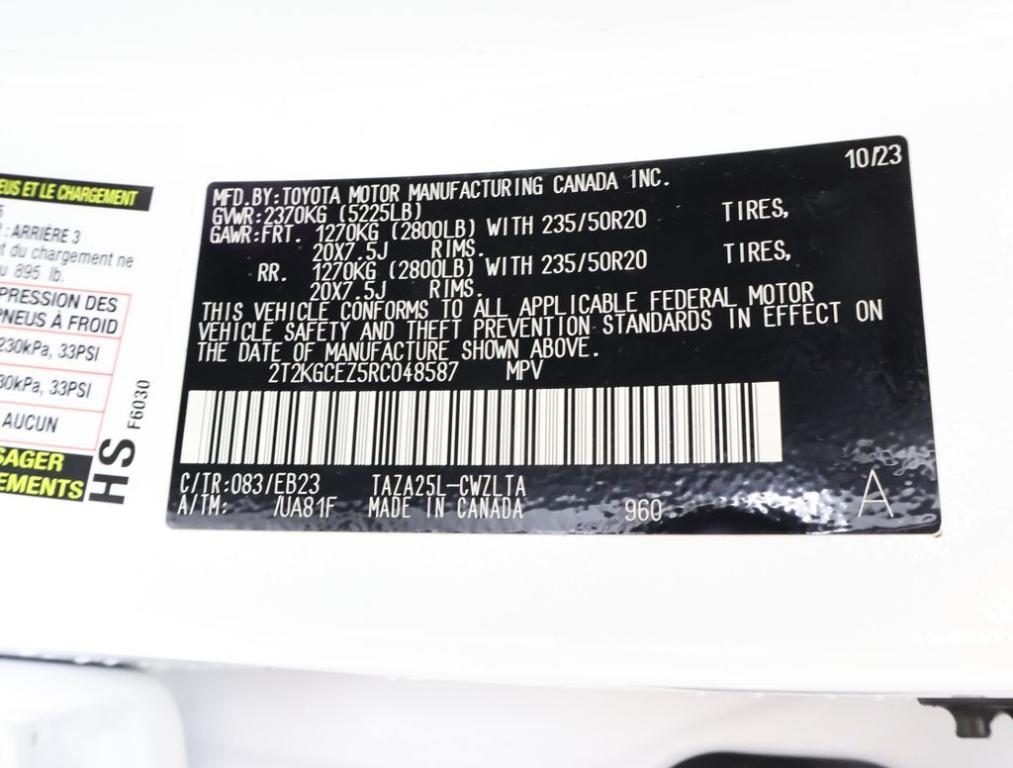 EUS ET LE CHARGEMENT
: ARRIÈRE 3
t du chargement ne
u 895 lb.
PRESSION DES
PNEUS À FROID
230kPa, 33PSI
30kPa, 33PSI
AUCUN
SAGER
EMENTS
HS
F6030
10/23
MFD.BY:TOYOTA MOTOR MANUFACTURING CANADA INC.
GVWR:2370KG (5225LB)
GAWR:FRT. 1270KG (2800LB) WITH 235/50R20 TIRES,
20X7.5J RIMS.
RR. 1270KG (2800LB) WITH 235/50R20 TIRES,
20X7.5J RIMS.
THIS VEHICLE CONFORMS TO ALL APPLICABLE FEDERAL MOTOR
VEHICLE SAFETY AND THEFT PREVENTION STANDARDS IN EFFECT ON
THE DATE OF MANUFACTURE SHOWN ABOVE.
2T2KGCEZ5RC048587 MPV
C/TR:083/EB23 TAZA25L-CWZLTA
A/TM: /UA81F MADE IN CANADA 960 A